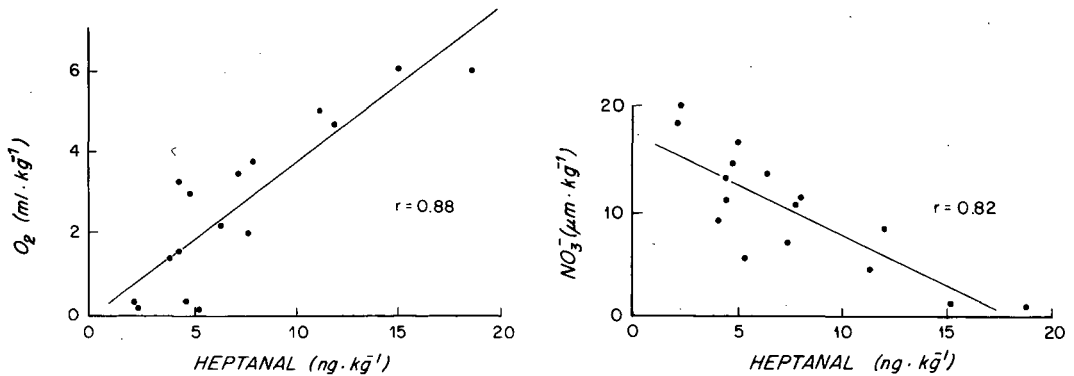 O₂ (ml·kg⁻¹)
6
4
2
0
r = 0.88
0 5 10 15 20
HEPTANAL (ng·kg⁻¹)
NO₃⁻ (μm·kg⁻¹)
20
10
0
r = 0.82
0 5 10 15 20
HEPTANAL (ng·kg⁻¹)